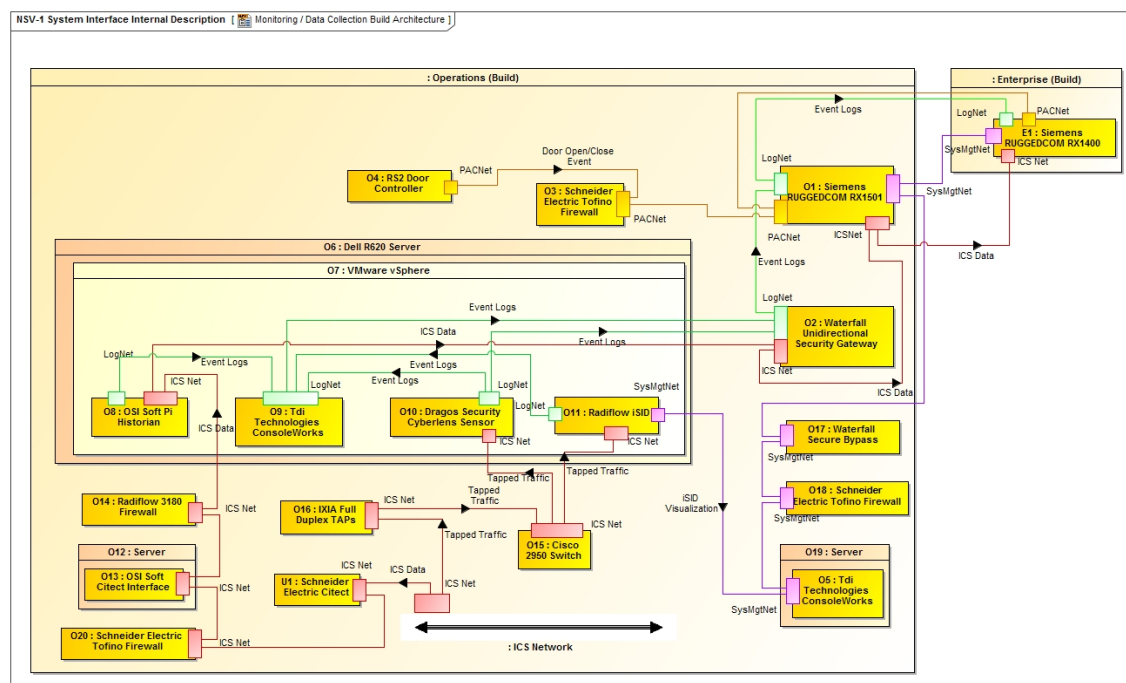 NSV-1 System Interface Internal Description [ Monitoring / Data Collection Build Architecture ]
: Operations (Build)
: Enterprise (Build)
Event Logs
LogNet
PACNet
E1 : Siemens
RUGGEDCOM RX1400
SysMgtNet
ICS Net
Door Open/Close
Event
LogNet
O4 : RS2 Door
Controller
PACNet
O3 : Schneider
Electric Tofino
Firewall
PACNet
O1 : Siemens
RUGGEDCOM RX1501
SysMgtNet
PACNet
ICSNet
ICS Data
Event Logs
O6 : Dell R620 Server
O7 : VMware vSphere
LogNet
Event Logs
O2 : Waterfall
Unidirectional
Security Gateway
ICS Data
Event Logs
LogNet
Event Logs
Event Logs
Event Logs
ICS Net
ICS Net
ICS Data
LogNet
LogNet
SysMgtNet
LogNet
O8 : OSI Soft Pi
Historian
O9 : Tdi
Technologies
ConsoleWorks
O10 : Dragos Security
Cyberlens Sensor
O11 : Radiflow iSID
ICS Data
ICS Net
ICS Net
O17 : Waterfall
Secure Bypass
SysMgtNet
Tapped Traffic
Tapped Traffic
O14 : Radiflow 3180
Firewall
ICS Net
O16 : IXIA Full
Duplex TAPs
ICS Net
Tapped
Traffic
iSID
Visualization
O18 : Schneider
Electric Tofino Firewall
SysMgtNet
ICS Net
Tapped Traffic
O15 : Cisco
2950 Switch
O12 : Server
O13 : OSI Soft
Citect Interface
ICS Net
U1 : Schneider
Electric Citect
ICS Net
ICS Data
ICS Net
O19 : Server
O5 : Tdi
Technologies
ConsoleWorks
SysMgtNet
O20 : Schneider Electric
Tofino Firewall
ICS Net
: ICS Network